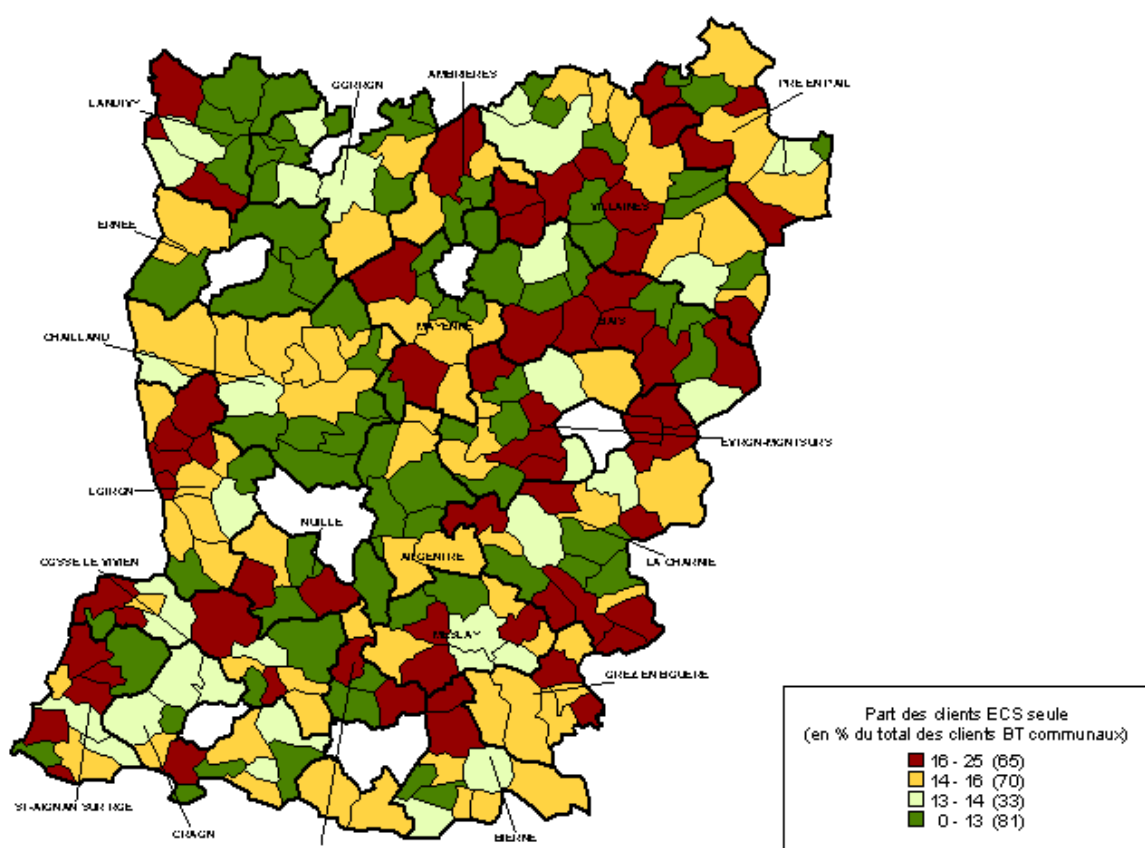 GORRON
AMBRIERES
PRE EN PAIL
LANDIVY
VILLAINES
ERNEE
MAYENNE
BAIS
CHAILLAND
EVRON-MONTSURS
LOIRON
NUILLE
ARGENTRE
LA CHARNIE
COSSE LE VIVIEN
MESLAY
GREZ EN BOUERE
ST-AIGNAN SUR ROE
CRAON
BIERNE
Part des clients ECS seule
(en % du total des clients BT communaux)
16 - 25 (65)
14 - 16 (70)
13 - 14 (33)
0 - 13 (81)